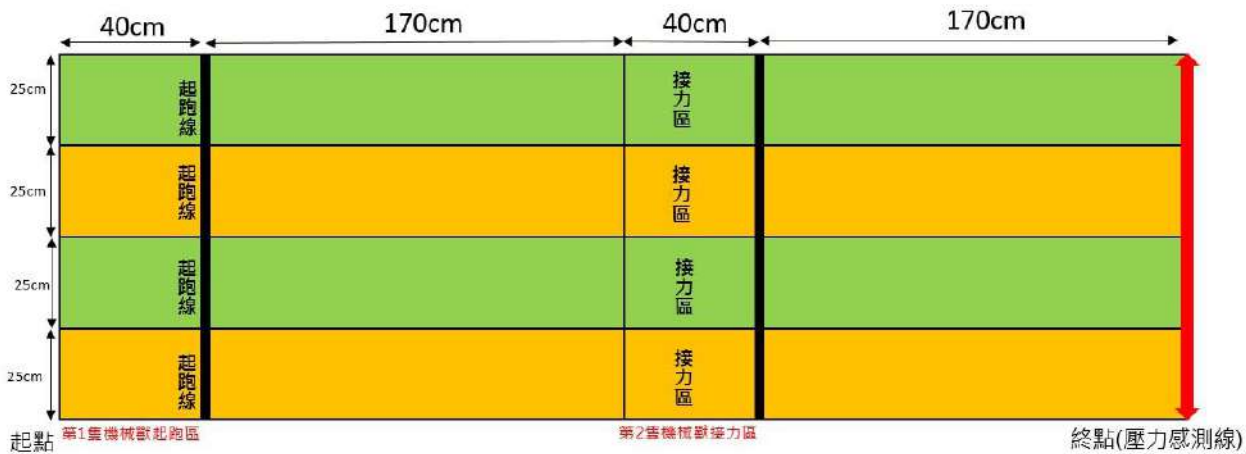 40cm 170cm 40cm 170cm
25cm 起跑線 接力區
25cm 起跑線 接力區
25cm 起跑線 接力區
25cm 起跑線 接力區
起點 第1隻機械獸起跑區 第2隻機械獸接力區 終點(壓力感測線)